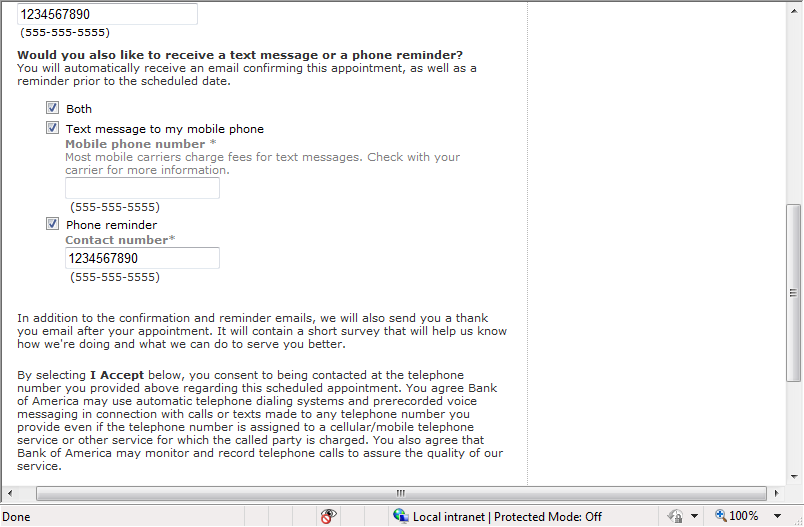 1234567890
(555-555-5555)
Would you also like to receive a text message or a phone reminder?
You will automatically receive an email confirming this appointment, as well as a
reminder prior to the scheduled date.
Both
Text message to my mobile phone
Mobile phone number *
Most mobile carriers charge fees for text messages. Check with your
carrier for more information.
(555-555-5555)
Phone reminder
Contact number*
1234567890
(555-555-5555)
In addition to the confirmation and reminder emails, we will also send you a thank
you email after your appointment. It will contain a short survey that will help us know
how we're doing and what we can do to serve you better.
By selecting I Accept below, you consent to being contacted at the telephone
number you provided above regarding this scheduled appointment. You agree Bank
of America may use automatic telephone dialing systems and prerecorded voice
messaging in connection with calls or texts made to any telephone number you
provide even if the telephone number is assigned to a cellular/mobile telephone
service or other service for which the called party is charged. You also agree that
Bank of America may monitor and record telephone calls to assure the quality of our
service.
Done
Local intranet | Protected Mode: Off
100%